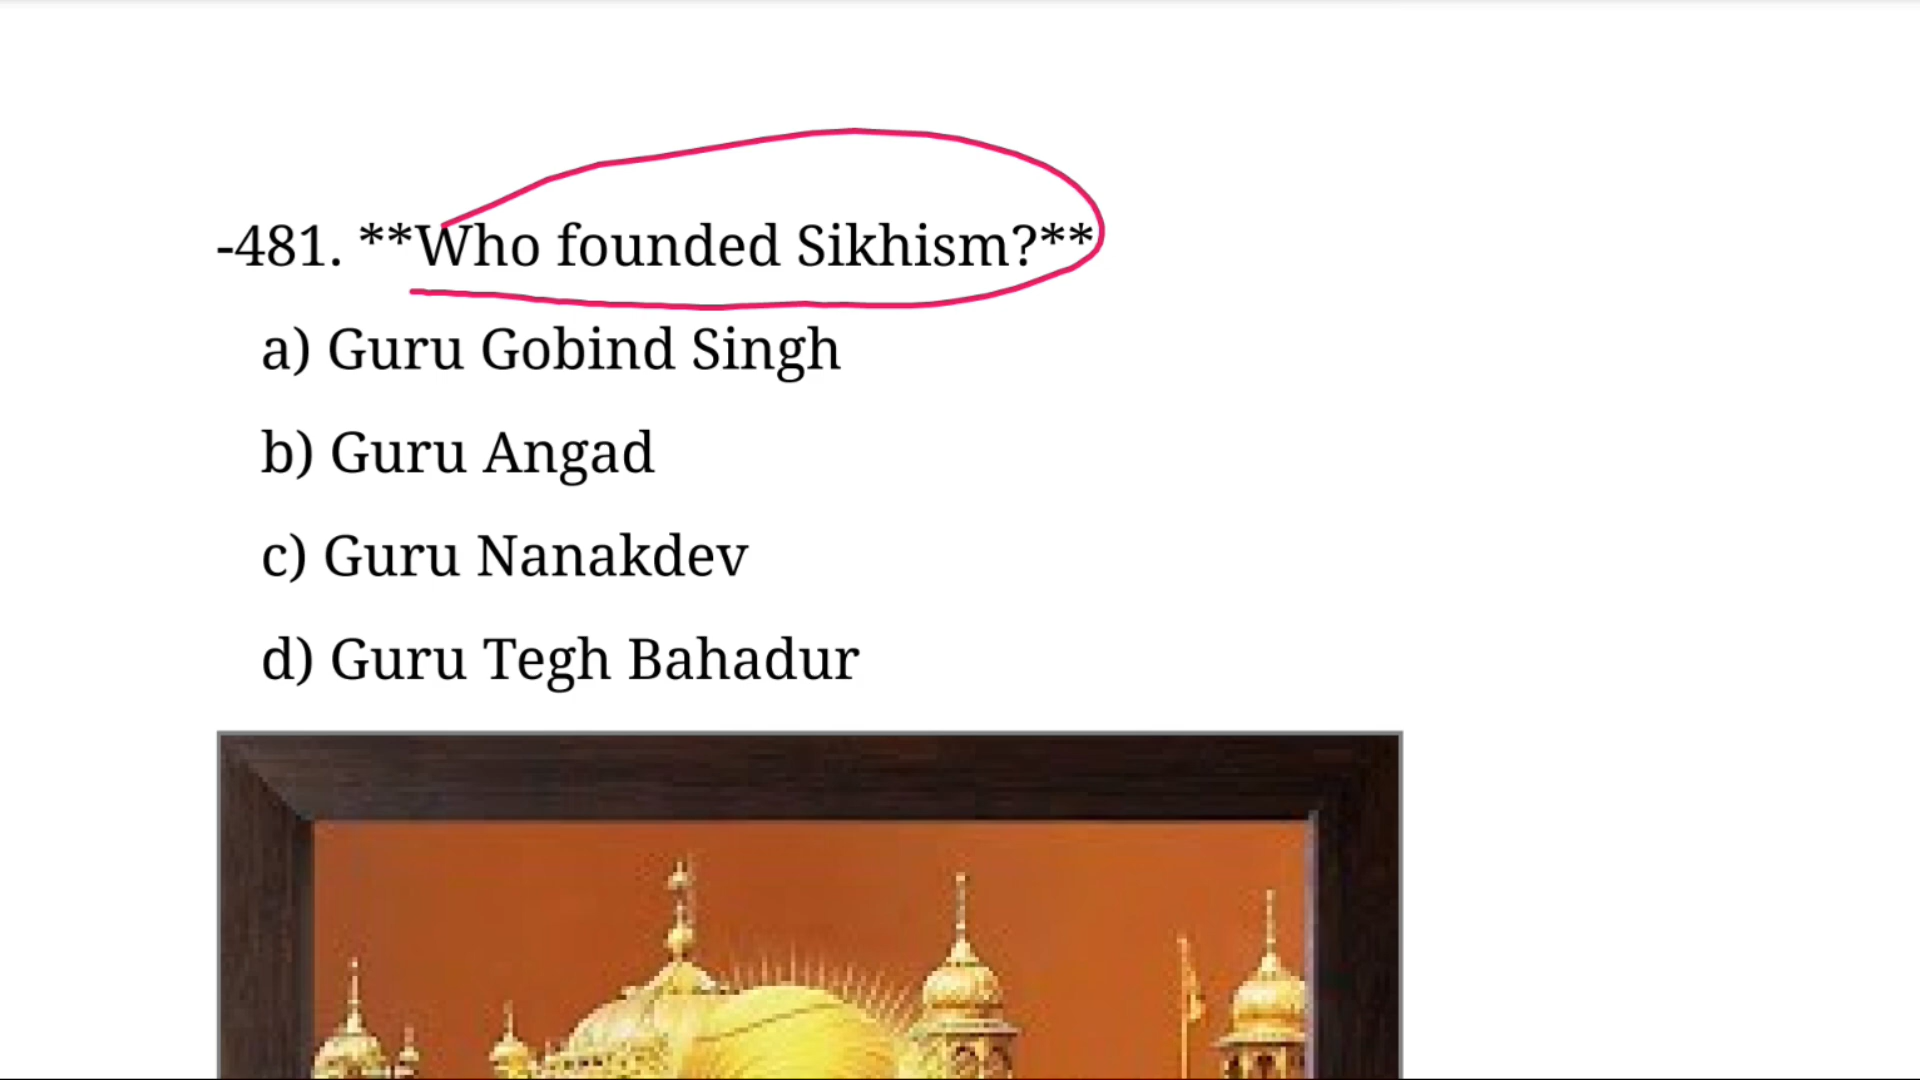 -481. **Who founded Sikhism?**
a) Guru Gobind Singh
b) Guru Angad
c) Guru Nanakdev
d) Guru Tegh Bahadur